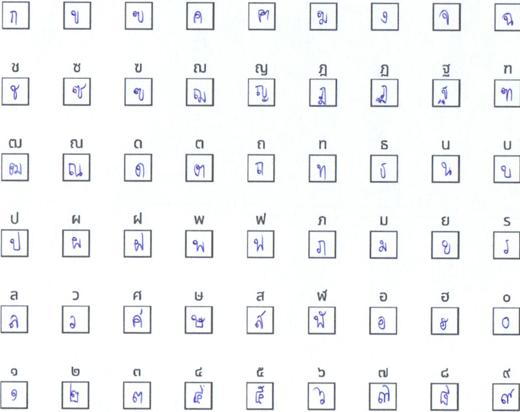 ก ข ฃ ค ฅ ฆ ง จ ฉ
ช ซ ฃ ฌ ญ ฎ ฏ ฐ ฑ
ช ซ ฃ ฌ ญ ฎ ฏ ฐ ฑ
ฒ ณ ด ต ถ ท ธ น บ
ฒ ณ ด ต ถ ท ธ น บ
ป ผ ฝ พ ฟ ภ ม ย ร
ป ผ ฝ พ ฟ ภ ม ย ร
ล ว ศ ษ ส ฬ อ ฮ ๐
ล ว ศ ษ ส ฬ อ ฮ ๐
๑ ๒ ๓ ๔ ๕ ๖ ๗ ๘ ๙
๑ ๒ ๓ ๔ ๕ ๖ ๗ ๘ ๙